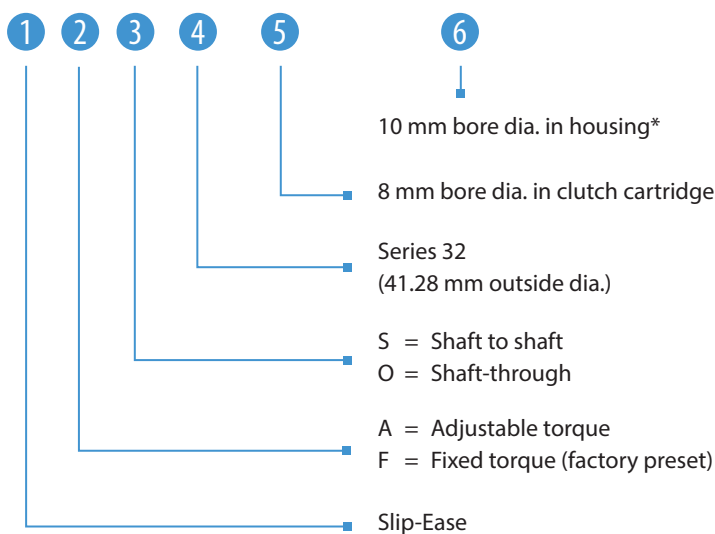 1 2 3 4 5 6
10 mm bore dia. in housing*
8 mm bore dia. in clutch cartridge
Series 32
(41.28 mm outside dia.)
S = Shaft to shaft
O = Shaft-through
A = Adjustable torque
F = Fixed torque (factory preset)
Slip-Ease